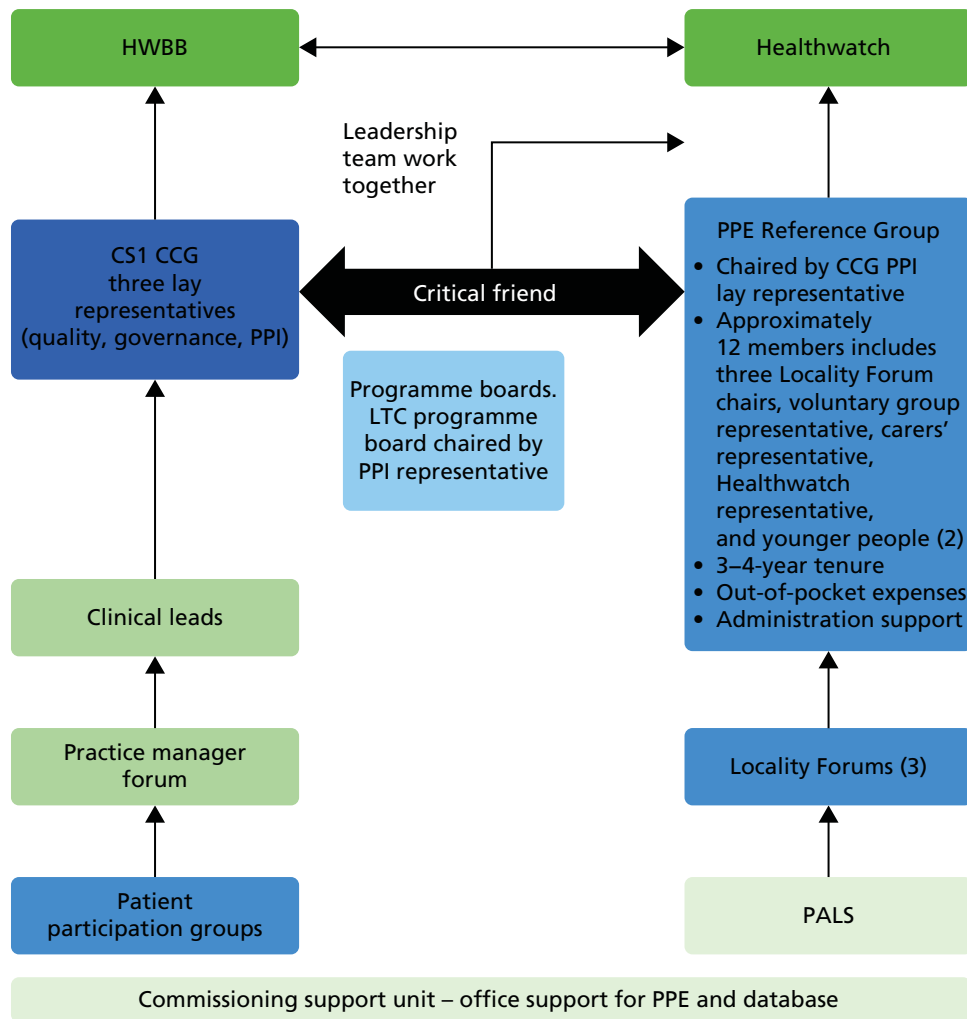 HWBB
Healthwatch
Leadership
team work
together
CS1 CCG
three lay
representatives
(quality, governance, PPI)
Critical friend
Programme boards.
LTC programme
board chaired by
PPI representative
PPE Reference Group
• Chaired by CCG PPI
lay representative
• Approximately
12 members includes
three Locality Forum
chairs, voluntary group
representative, carers’
representative,
Healthwatch
representative,
and younger people (2)
• 3–4-year tenure
• Out-of-pocket expenses
• Administration support
Clinical leads
Practice manager
forum
Locality Forums (3)
Patient
participation groups
PALS
Commissioning support unit – office support for PPE and database